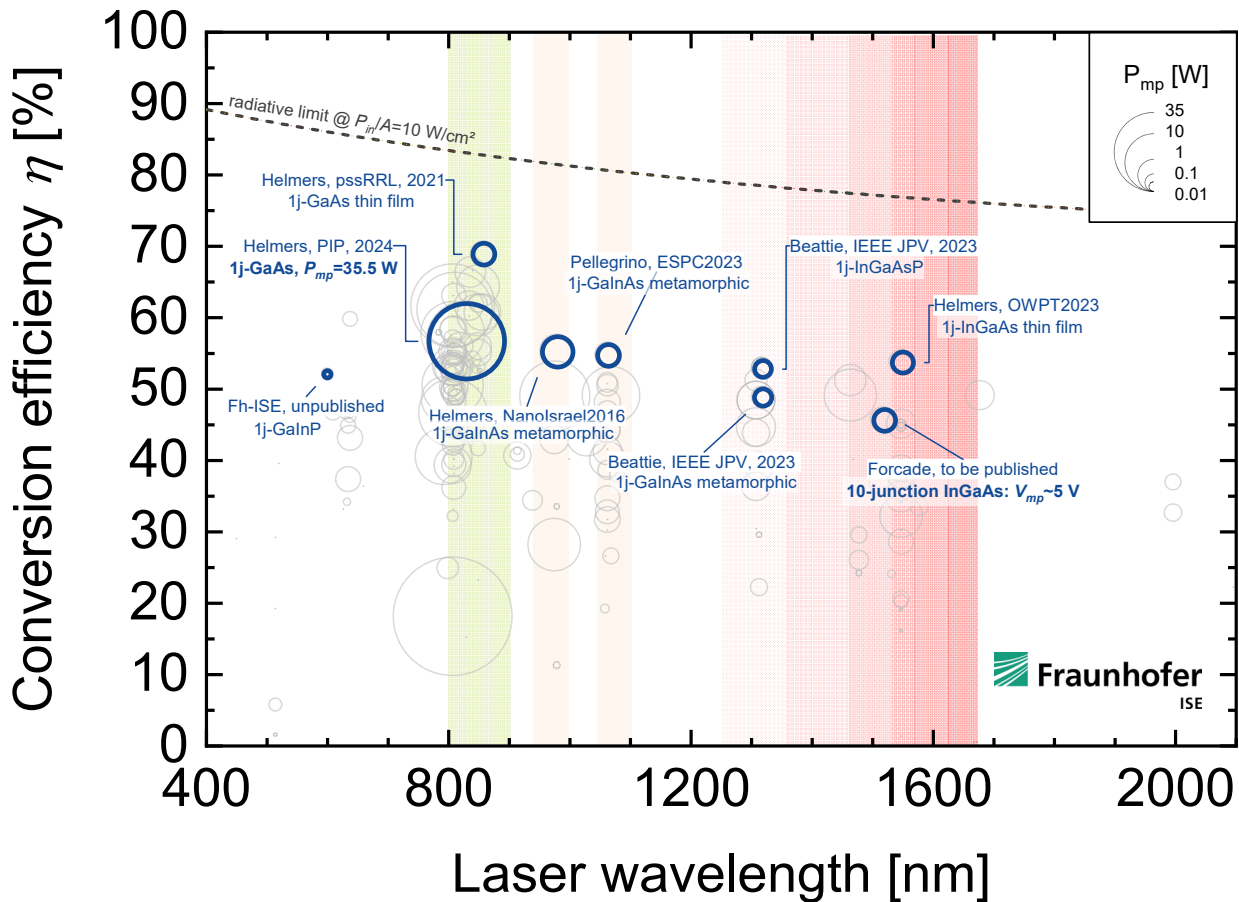 Conversion efficiency η [%]
100
90
80
70
60
50
40
30
20
10
0
400
800
1200
1600
2000
Laser wavelength [nm]
radiative limit @ P_in/A=10 W/cm²
P_mp [W]
35
10
1
0.1
0.01
Helmers, pssRRL, 2021
1j-GaAs thin film
Helmers, PIP, 2024
1j-GaAs, P_mp=35.5 W
Pellegrino, ESPC2023
1j-GaInAs metamorphic
Beattie, IEEE JPV, 2023
1j-InGaAsP
Helmers, OWPT2023
1j-InGaAs thin film
Fh-ISE, unpublished
1j-GaInP
Helmers, NanoIsrael2016
1j-GaInAs metamorphic
Beattie, IEEE JPV, 2023
1j-GaInAs metamorphic
Forcade, to be published
10-junction InGaAs: V_mp~5 V
Fraunhofer
ISE